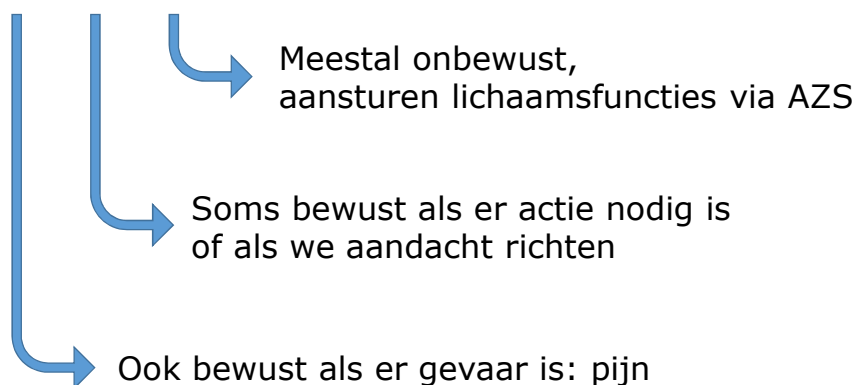 Meestal onbewust,
aansturen lichaamsfuncties via AZS
Soms bewust als er actie nodig is
of als we aandacht richten
Ook bewust als er gevaar is: pijn